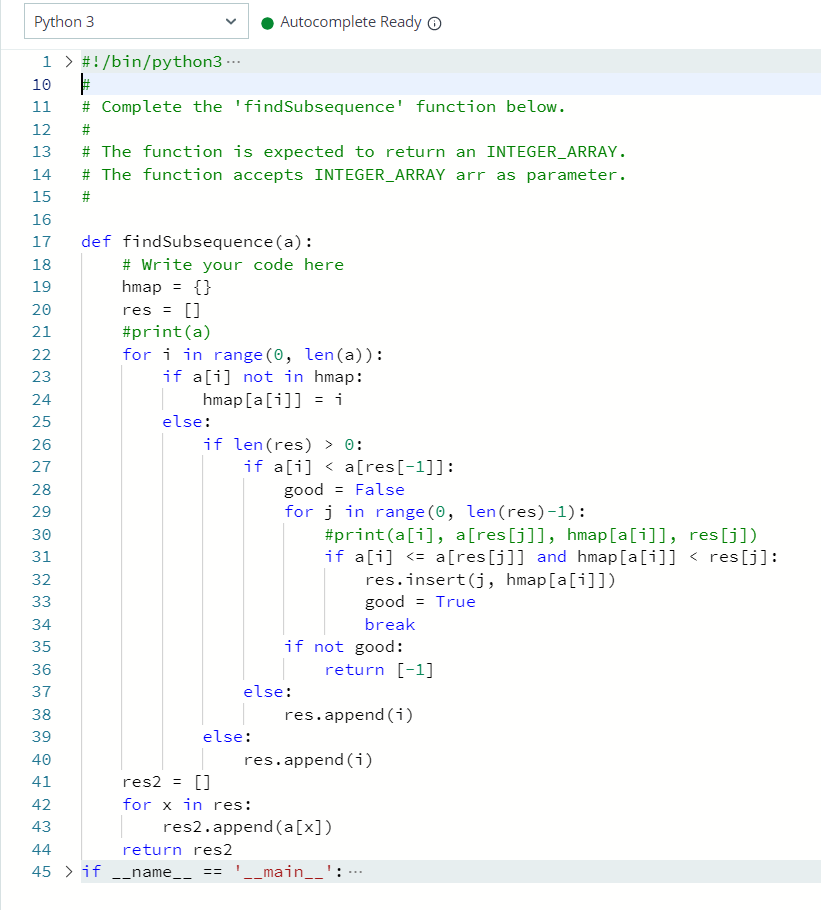 Python 3
Autocomplete Ready
1 #!/bin/python3 ...
10 #
11 # Complete the 'findSubsequence' function below.
12 #
13 # The function is expected to return an INTEGER_ARRAY.
14 # The function accepts INTEGER_ARRAY arr as parameter.
15 #
16
17 def findSubsequence(a):
18     # Write your code here
19     hmap = {}
20     res = []
21     #print(a)
22     for i in range(0, len(a)):
23         if a[i] not in hmap:
24             hmap[a[i]] = i
25         else:
26             if len(res) > 0:
27                 if a[i] < a[res[-1]]:
28                     good = False
29                     for j in range(0, len(res)-1):
30                         #print(a[i], a[res[j]], hmap[a[i]], res[j])
31                         if a[i] <= a[res[j]] and hmap[a[i]] < res[j]:
32                             res.insert(j, hmap[a[i]])
33                             good = True
34                             break
35                     if not good:
36                         return [-1]
37                 else:
38                     res.append(i)
39             else:
40                 res.append(i)
41     res2 = []
42     for x in res:
43         res2.append(a[x])
44     return res2
45 if __name__ == '__main__': ...